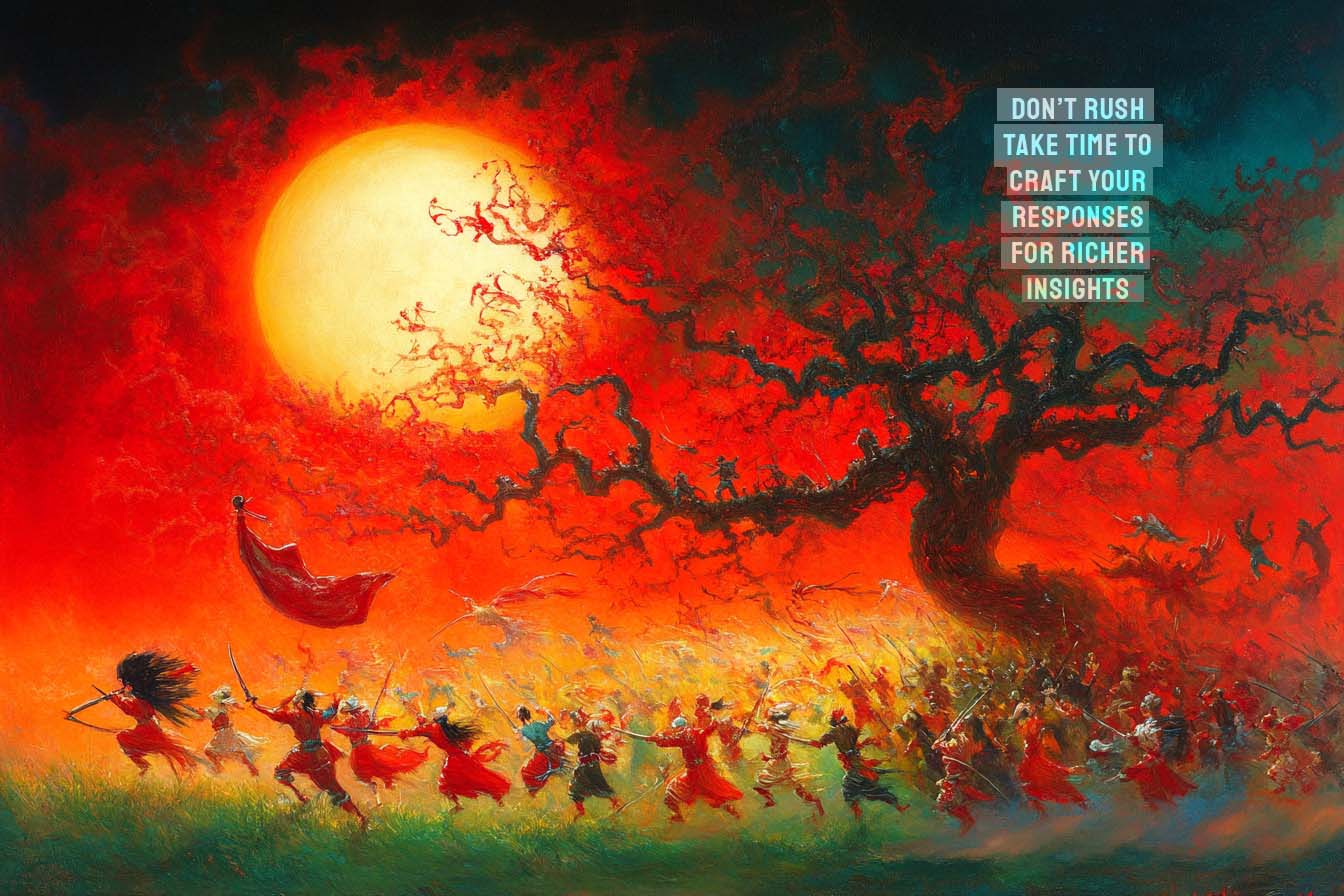 DON'T RUSH
TAKE TIME TO
CRAFT YOUR
RESPONSES
FOR RICHER
INSIGHTS